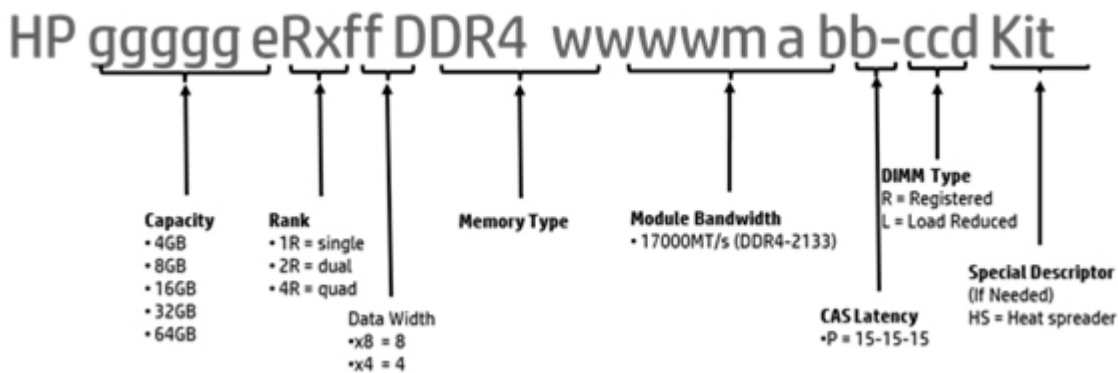 HP ggggg eRxff DDR4 wwwwm a bb-ccd Kit
Capacity
• 4GB
• 8GB
• 16GB
• 32GB
• 64GB
Rank
• 1R = single
• 2R = dual
• 4R = quad
Data Width
•x8 = 8
•x4 = 4
Memory Type
Module Bandwidth
• 17000MT/s (DDR4-2133)
CAS Latency
•P = 15-15-15
DIMM Type
R = Registered
L = Load Reduced
Special Descriptor
(If Needed)
HS = Heat spreader